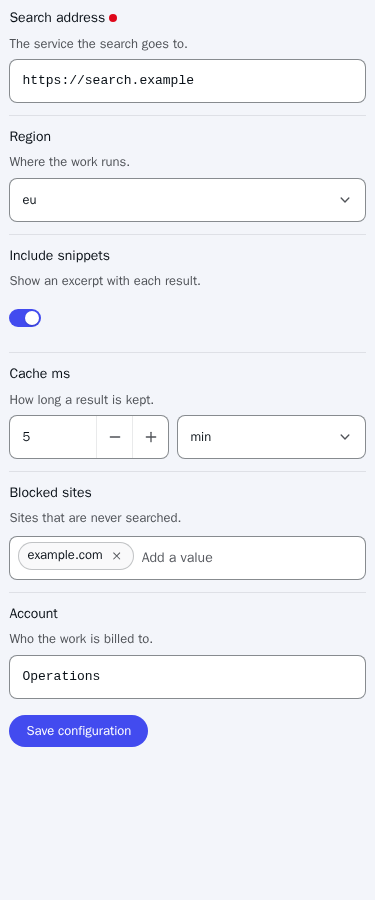 Search address
The service the search goes to.
https://search.example
Region
Where the work runs.
eu
Include snippets
Show an excerpt with each result.
Cache ms
How long a result is kept.
5
min
Blocked sites
Sites that are never searched.
example.com
Add a value
Account
Who the work is billed to.
Operations
Save configuration